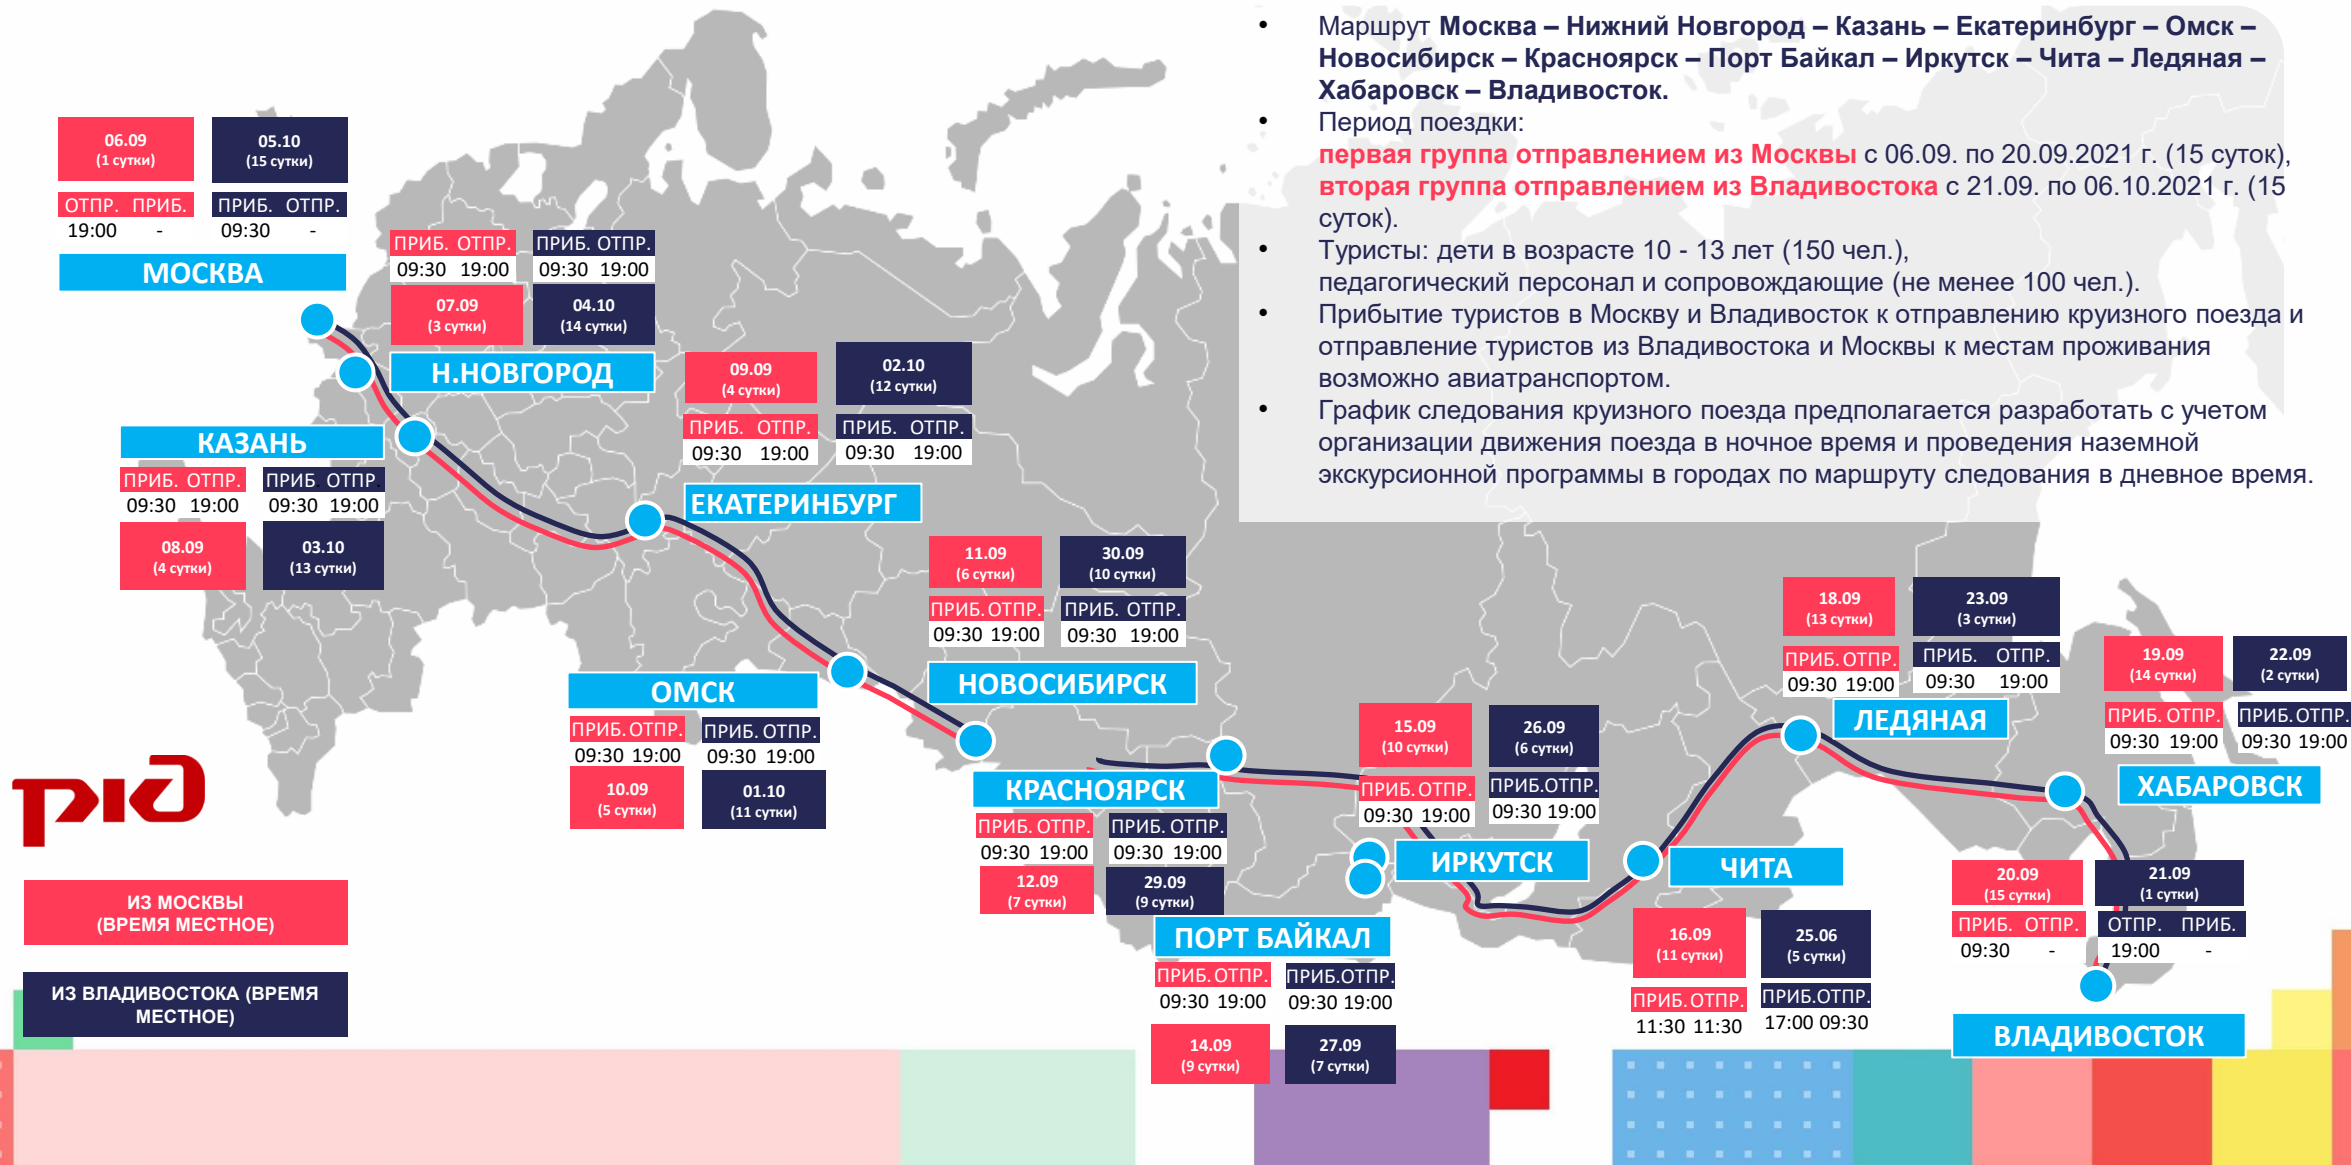 • Маршрут Москва – Нижний Новгород – Казань – Екатеринбург – Омск –
Новосибирск – Красноярск – Порт Байкал – Иркутск – Чита – Ледяная –
Хабаровск – Владивосток.
• Период поездки:
первая группа отправлением из Москвы с 06.09. по 20.09.2021 г. (15 суток),
вторая группа отправлением из Владивостока с 21.09. по 06.10.2021 г. (15
суток).
• Туристы: дети в возрасте 10 - 13 лет (150 чел.),
педагогический персонал и сопровождающие (не менее 100 чел.).
• Прибытие туристов в Москву и Владивосток к отправлению круизного поезда и
отправление туристов из Владивостока и Москвы к местам проживания
возможно авиатранспортом.
• График следования круизного поезда предполагается разработать с учетом
организации движения поезда в ночное время и проведения наземной
экскурсионной программы в городах по маршруту следования в дневное время.
06.09 05.10
(1 сутки) (15 сутки)
ОТПР. ПРИБ. ПРИБ. ОТПР.
19:00 - 09:30 -
МОСКВА
ПРИБ. ОТПР. ПРИБ. ОТПР.
09:30 19:00 09:30 19:00
07.09 04.10
(3 сутки) (14 сутки)
Н.НОВГОРОД
КАЗАНЬ
ПРИБ. ОТПР. ПРИБ. ОТПР.
09:30 19:00 09:30 19:00
08.09 03.10
(4 сутки) (13 сутки)
09.09 02.10
(4 сутки) (12 сутки)
ПРИБ. ОТПР. ПРИБ. ОТПР.
09:30 19:00 09:30 19:00
ЕКАТЕРИНБУРГ
ОМСК
ПРИБ. ОТПР. ПРИБ. ОТПР.
09:30 19:00 09:30 19:00
10.09 01.10
(5 сутки) (11 сутки)
11.09 30.09
(6 сутки) (10 сутки)
ПРИБ. ОТПР. ПРИБ. ОТПР.
09:30 19:00 09:30 19:00
НОВОСИБИРСК
КРАСНОЯРСК
ПРИБ. ОТПР. ПРИБ. ОТПР.
09:30 19:00 09:30 19:00
12.09 29.09
(7 сутки) (9 сутки)
ПОРТ БАЙКАЛ
ПРИБ. ОТПР. ПРИБ.ОТПР.
09:30 19:00 09:30 19:00
14.09 27.09
(9 сутки) (7 сутки)
15.09 26.09
(10 сутки) (6 сутки)
ПРИБ. ОТПР. ПРИБ.ОТПР.
09:30 19:00 09:30 19:00
ИРКУТСК
ЧИТА
16.09 25.06
(11 сутки) (5 сутки)
ПРИБ. ОТПР. ПРИБ.ОТПР.
11:30 11:30 17:00 09:30
18.09 23.09
(13 сутки) (3 сутки)
ПРИБ. ОТПР. ПРИБ. ОТПР.
09:30 19:00 09:30 19:00
ЛЕДЯНАЯ
19.09 22.09
(14 сутки) (2 сутки)
ПРИБ. ОТПР. ПРИБ. ОТПР.
09:30 19:00 09:30 19:00
ХАБАРОВСК
20.09 21.09
(15 сутки) (1 сутки)
ПРИБ. ОТПР. ОТПР. ПРИБ.
09:30 - 19:00 -
ВЛАДИВОСТОК
ржд
ИЗ МОСКВЫ
(ВРЕМЯ МЕСТНОЕ)
ИЗ ВЛАДИВОСТОКА (ВРЕМЯ
МЕСТНОЕ)